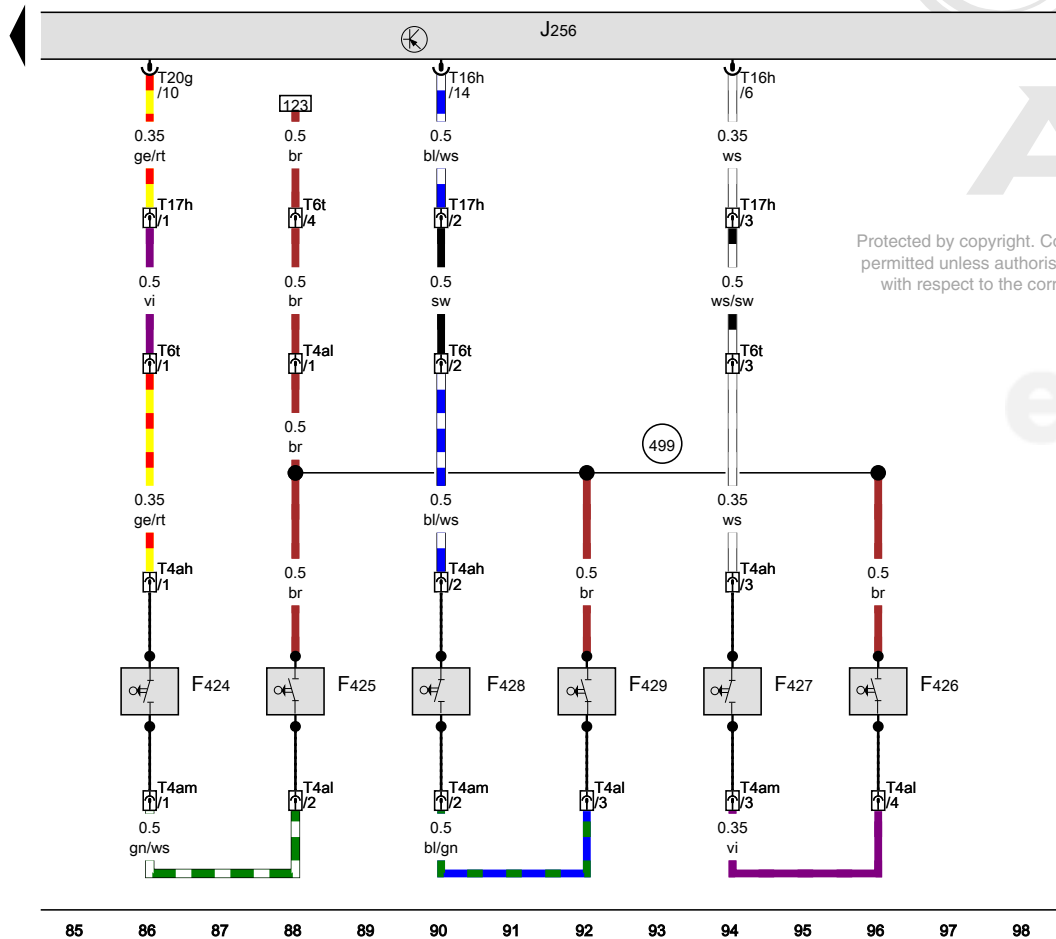 J256
T20g
/10
T16h
/14
T16h
/6
123
0.35
0.5
0.5
0.35
ge/rt
br
bl/ws
ws
T17h
/1
T6t
/4
T17h
/2
T17h
/3
Protected by copyright. Co
permitted unless authoris
with respect to the corr
0.5
0.5
0.5
0.5
vi
br
sw
ws/sw
T6t
/1
T4al
/1
T6t
/2
T6t
/3
0.5
br
499
0.35
0.5
0.35
ge/rt
bl/ws
ws
T4ah
/1
T4ah
/2
T4ah
/3
0.5
0.5
0.5
br
br
br
F424
F425
F428
F429
F427
F426
T4am
/1
T4al
/2
T4am
/2
T4al
/3
T4am
/3
T4al
/4
0.5
0.5
0.35
gn/ws
bl/gn
vi
85 86 87 88 89 90 91 92 93 94 95 96 97 98